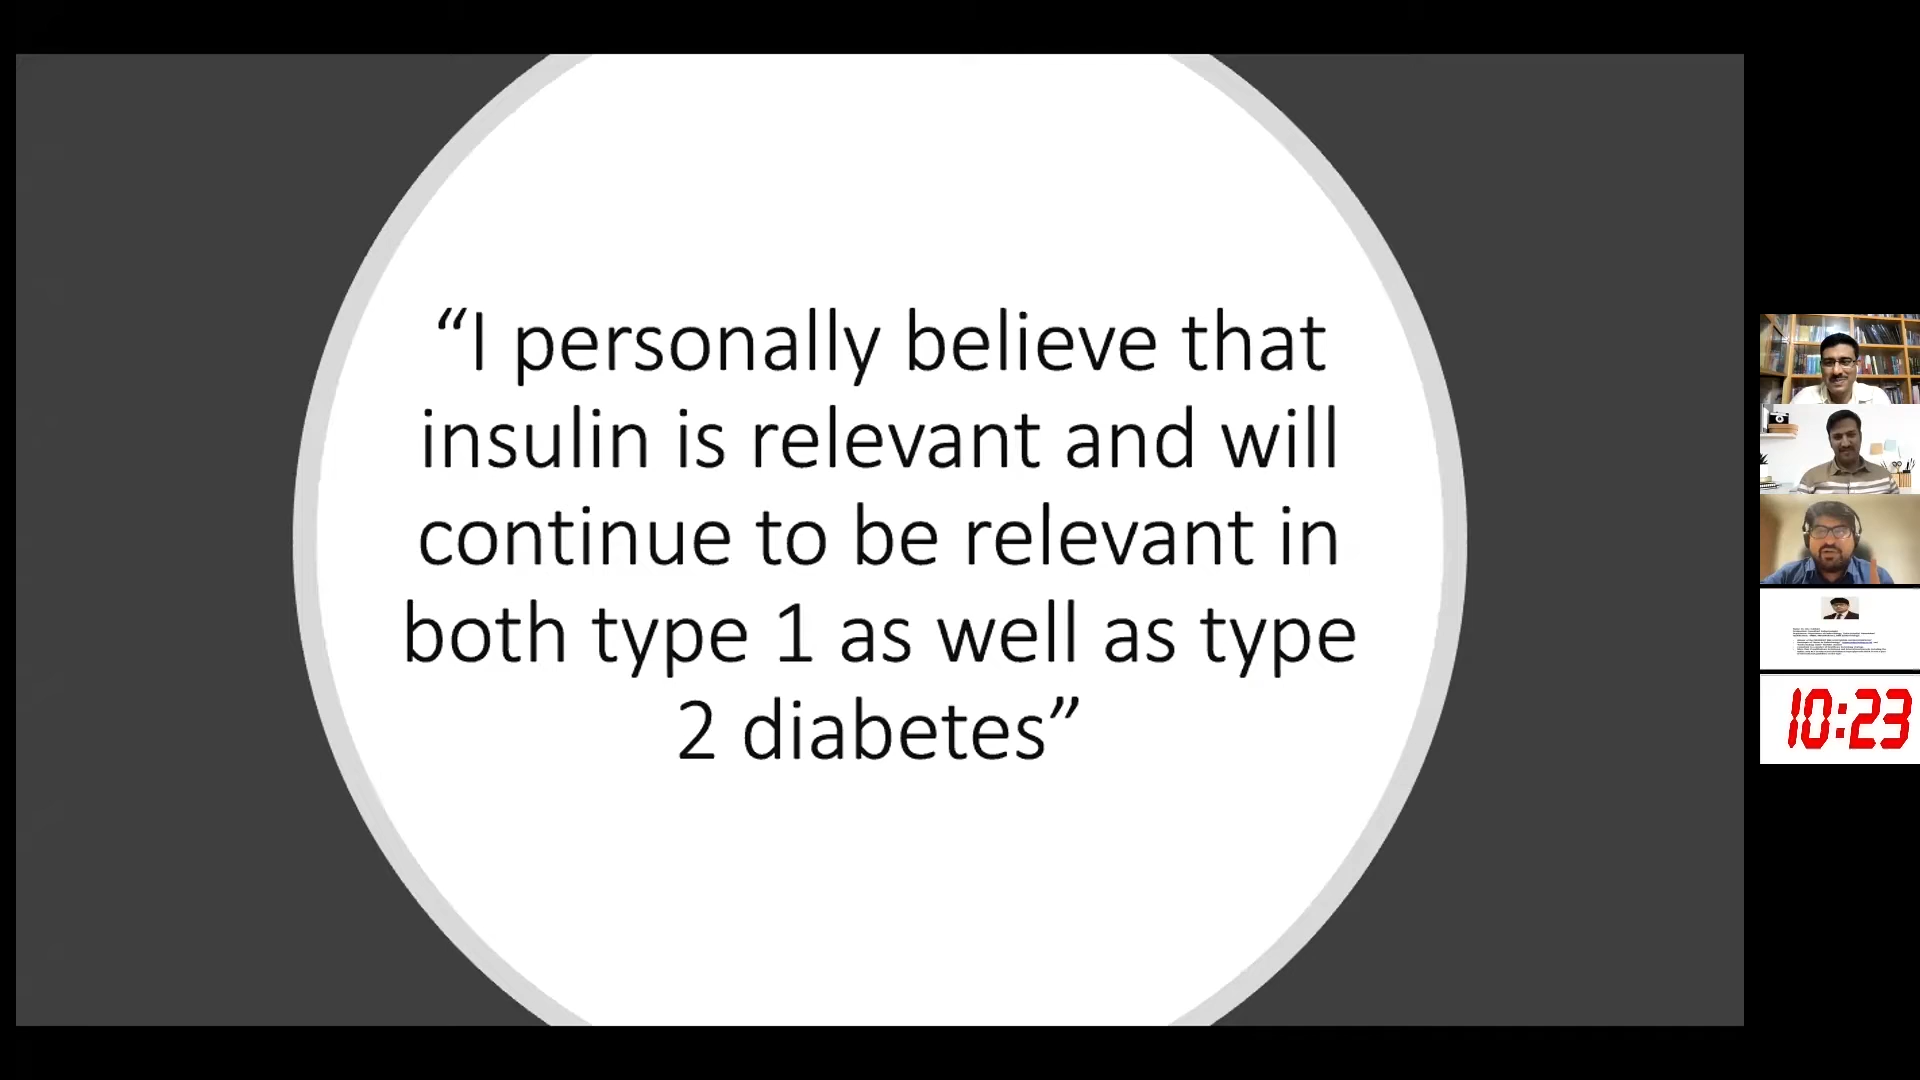 “I personally believe that
insulin is relevant and will
continue to be relevant in
both type 1 as well as type
2 diabetes”
10:23